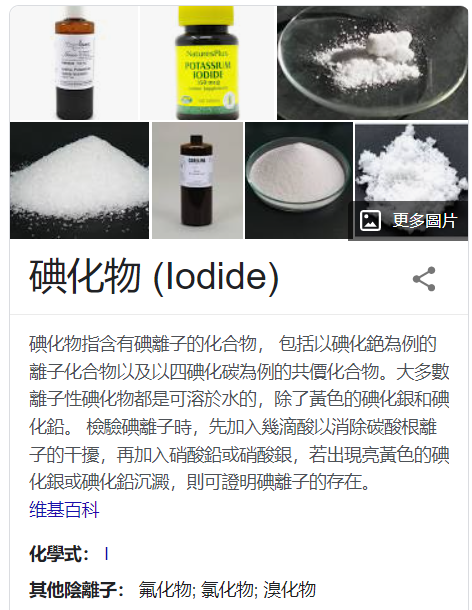 NaturesPlus
POTASSIUM
IODIDE
更多圖片
碘化物 (Iodide)
碘化物指含有碘離子的化合物， 包括以碘化銫為例的
離子化合物以及以四碘化碳為例的共價化合物。大多數
離子性碘化物都是可溶於水的，除了黃色的碘化銀和碘
化鉛。 檢驗碘離子時，先加入幾滴酸以消除碳酸根離
子的干擾，再加入硝酸鉛或硝酸銀，若出現亮黃色的碘
化銀或碘化鉛沉澱，則可證明碘離子的存在。
维基百科
化學式： I
其他陰離子： 氟化物; 氯化物; 溴化物